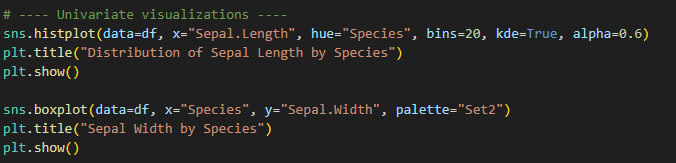 # ---- Univariate visualizations ----
sns.histplot(data=df, x="Sepal.Length", hue="Species", bins=20, kde=True, alpha=0.6)
plt.title("Distribution of Sepal Length by Species")
plt.show()

sns.boxplot(data=df, x="Species", y="Sepal.Width", palette="Set2")
plt.title("Sepal Width by Species")
plt.show()